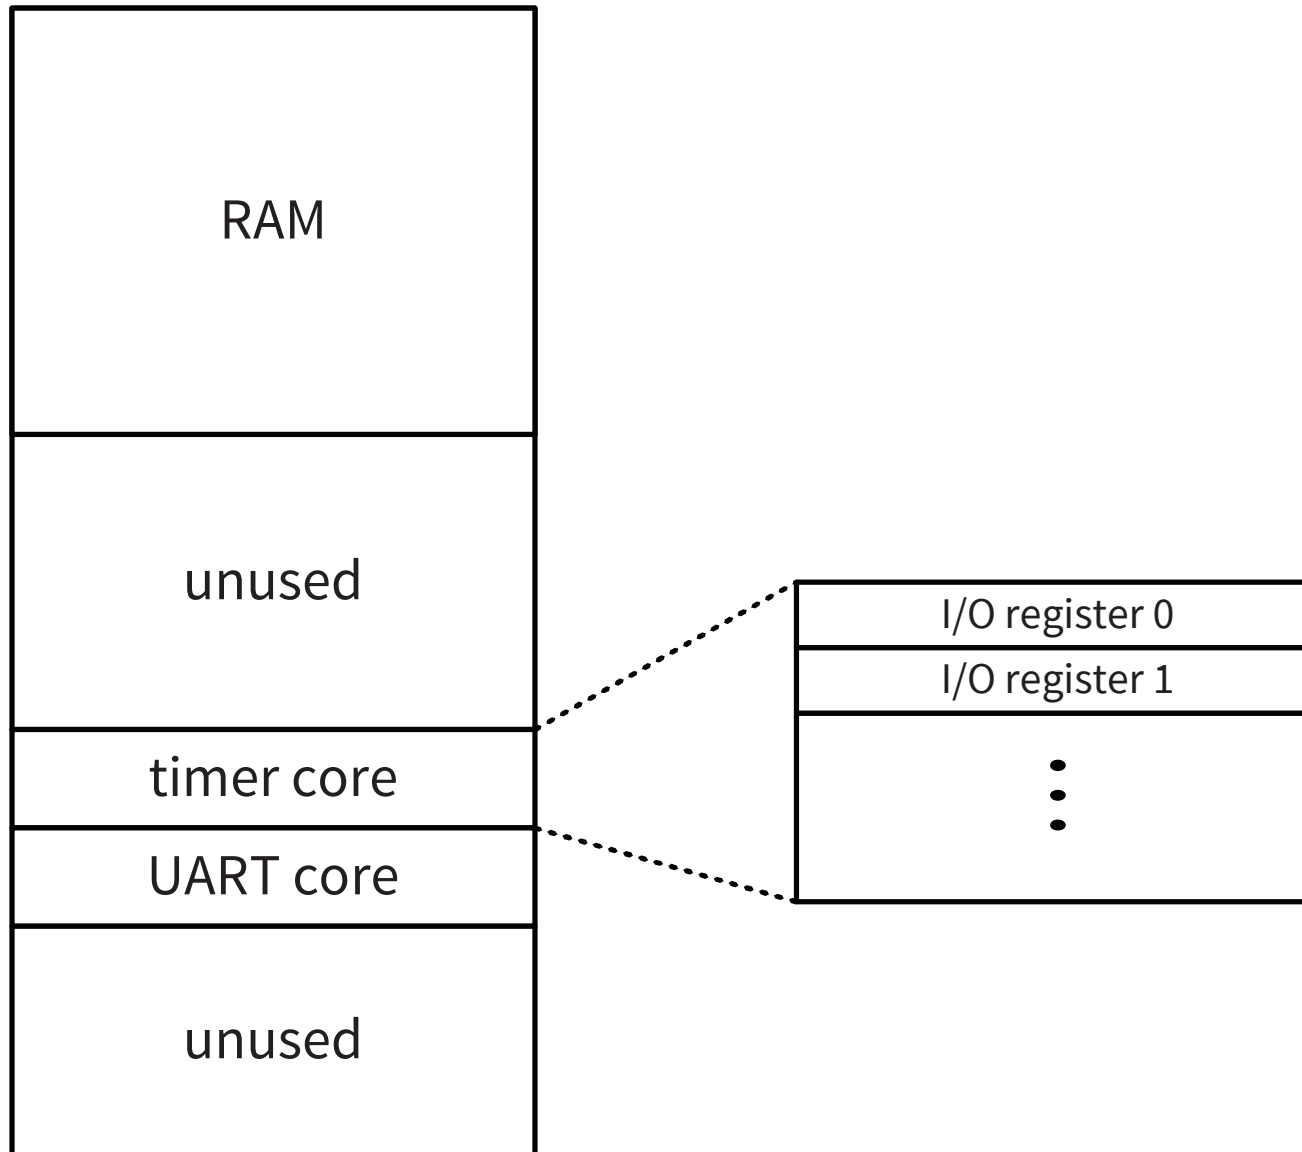 RAM
unused
timer core
UART core
unused
I/O register 0
I/O register 1